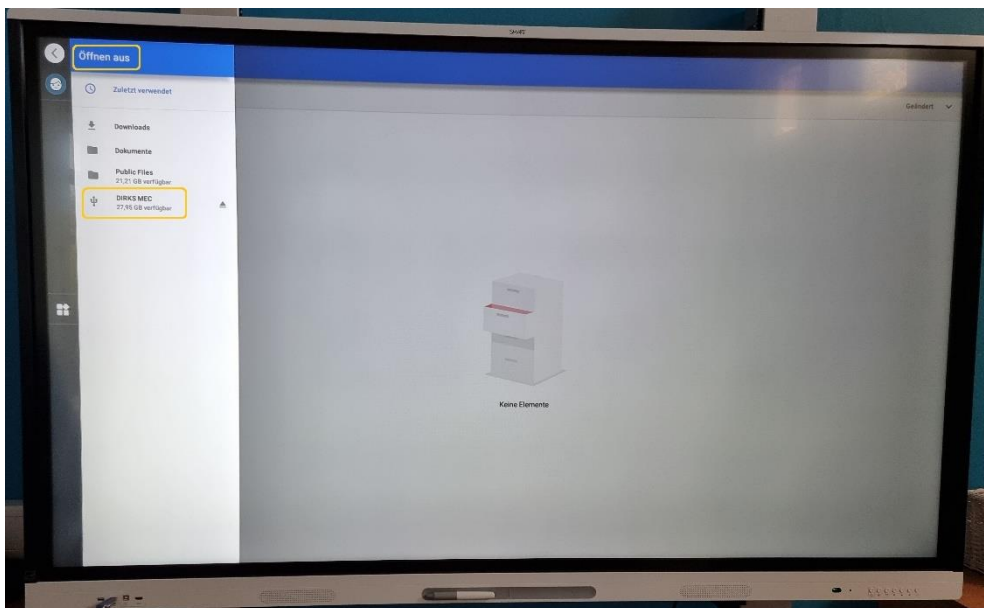 SMART
Öffnen aus
Zuletzt verwendet
Geändert
Downloads
Dokumente
Public Files
21,21 GB verfügbar
DIRKS MEC
27,95 GB verfügbar
Keine Elemente